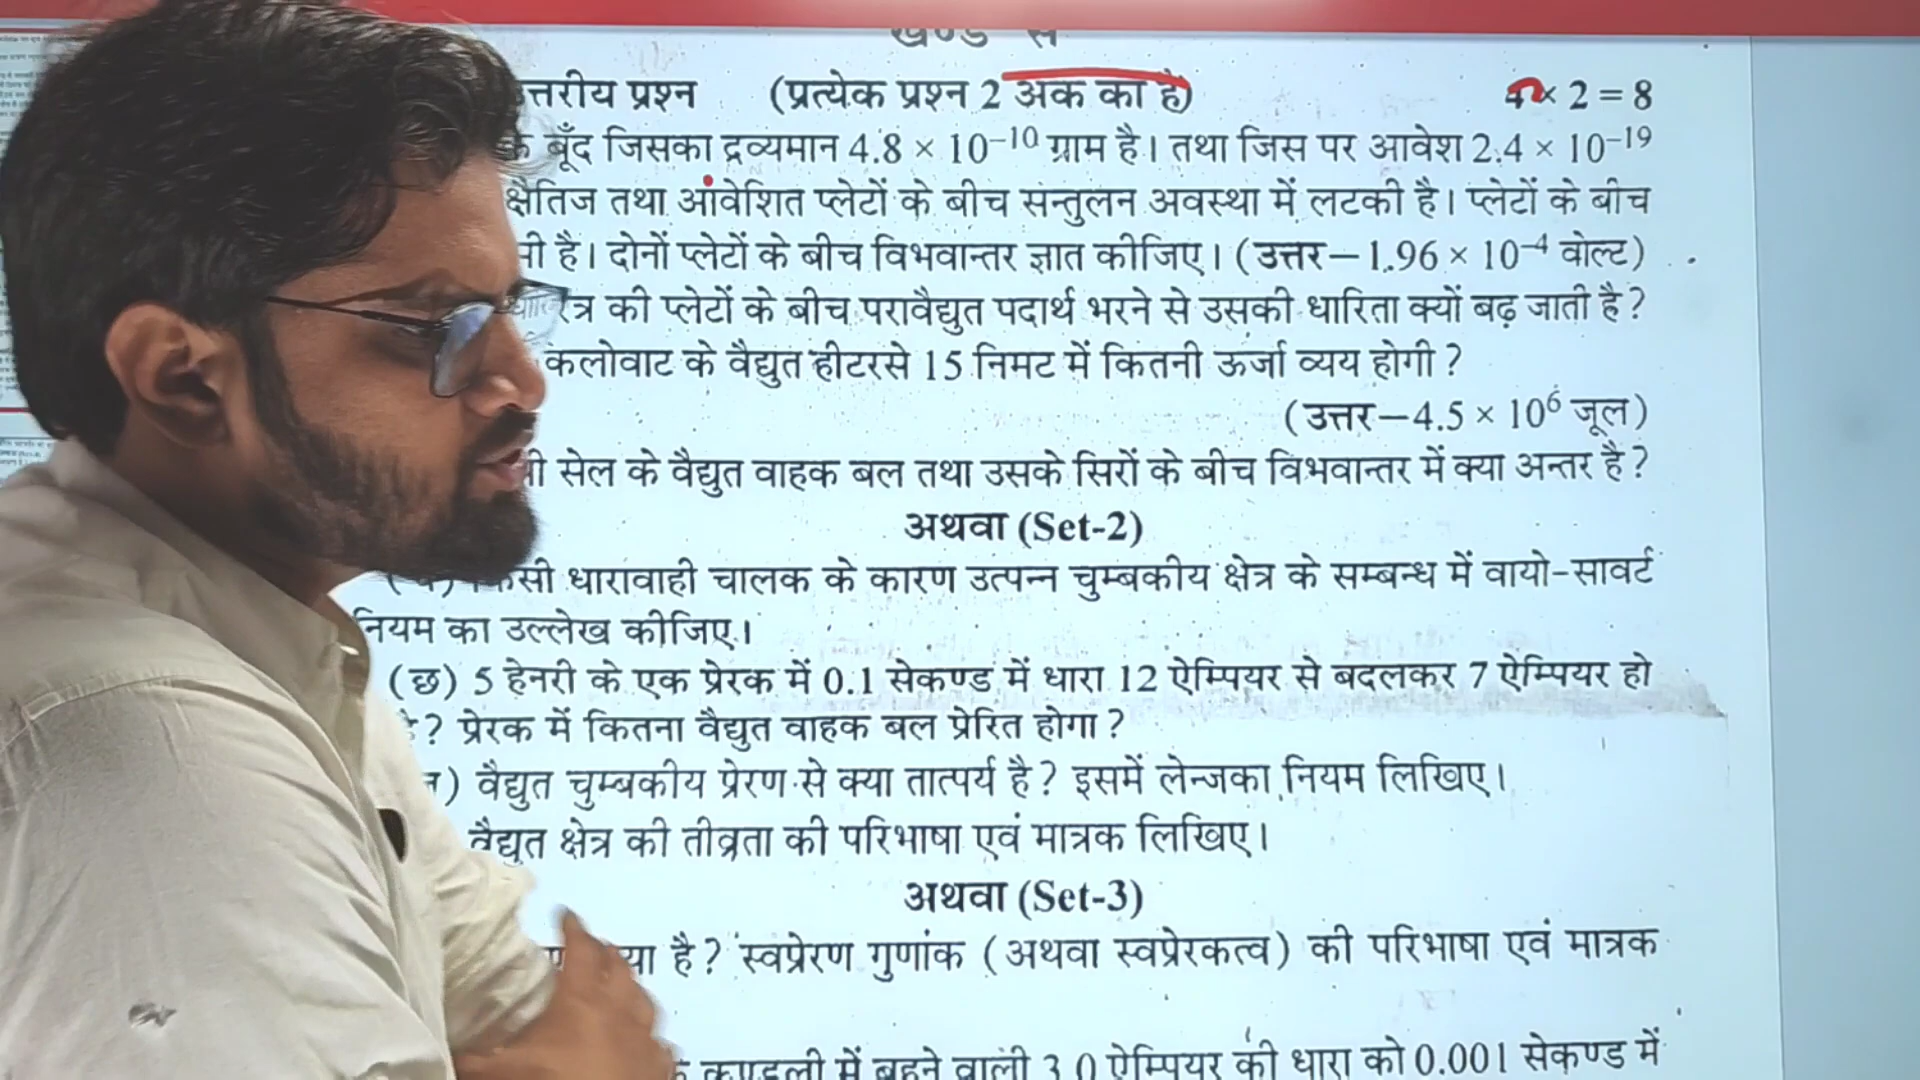 खण्ड स
त्तरीय प्रश्न (प्रत्येक प्रश्न 2 अंक का है) 4 × 2 = 8
बूँद जिसका द्रव्यमान 4.8 × 10⁻¹⁰ ग्राम है। तथा जिस पर आवेश 2.4 × 10⁻¹⁹
क्षैतिज तथा आंवेशित प्लेटों के बीच सन्तुलन अवस्था में लटकी है। प्लेटों के बीच
है। दोनों प्लेटों के बीच विभवान्तर ज्ञात कीजिए। (उत्तर–1.96 × 10⁻⁴ वोल्ट)
की प्लेटों के बीच परावैद्युत पदार्थ भरने से उसकी धारिता क्यों बढ़ जाती है?
कलोवाट के वैद्युत हीटरसे 15 निमट में कितनी ऊर्जा व्यय होगी?
(उत्तर–4.5 × 10⁶ जूल)
सेल के वैद्युत वाहक बल तथा उसके सिरों के बीच विभवान्तर में क्या अन्तर है?
अथवा (Set-2)
धारावाही चालक के कारण उत्पन्न चुम्बकीय क्षेत्र के सम्बन्ध में वायो-सावर्ट
नियम का उल्लेख कीजिए।
(छ) 5 हेनरी के एक प्रेरक में 0.1 सेकण्ड में धारा 12 ऐम्पियर से बदलकर 7 ऐम्पियर हो
? प्रेरक में कितना वैद्युत वाहक बल प्रेरित होगा?
) वैद्युत चुम्बकीय प्रेरण से क्या तात्पर्य है? इसमें लेन्जका नियम लिखिए।
वैद्युत क्षेत्र की तीव्रता की परिभाषा एवं मात्रक लिखिए।
अथवा (Set-3)
है? स्वप्रेरण गुणांक (अथवा स्वप्रेरकत्व) की परिभाषा एवं मात्रक
कुण्डली में बहने वाली 3.0 ऐम्पियर की धारा को 0.001 सेकण्ड में